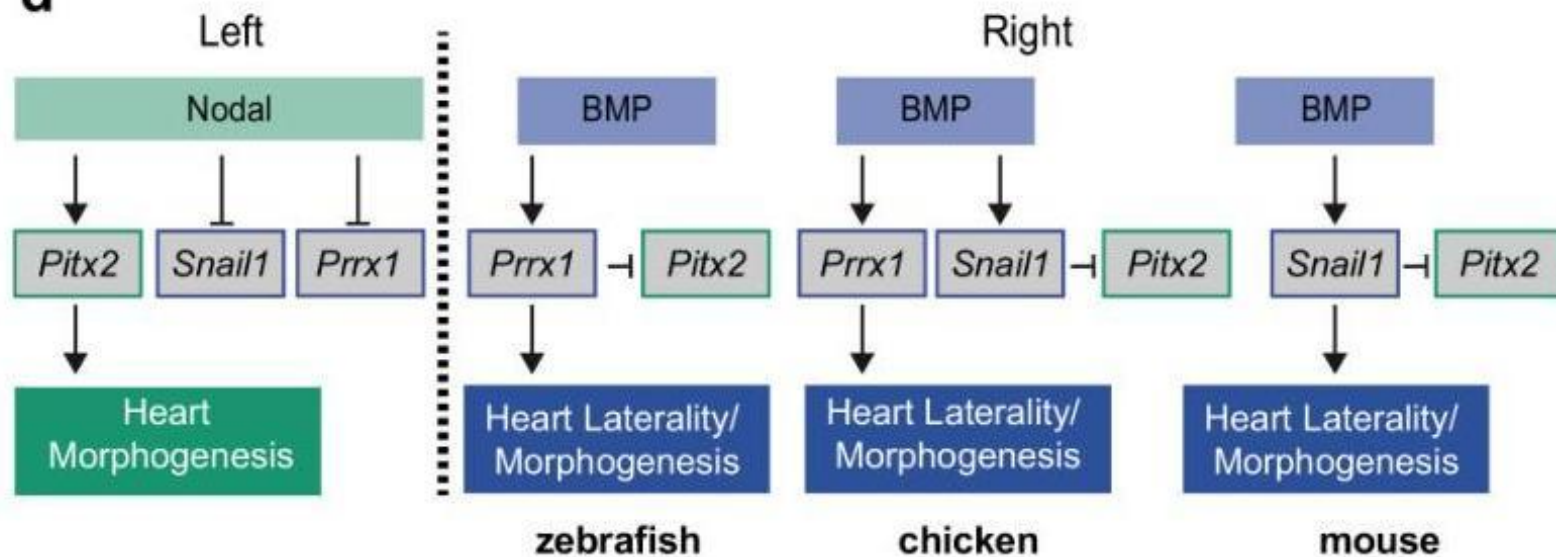 d
Left
Right
Nodal
BMP
BMP
BMP
Pitx2
Snail1
Prrx1
Prrx1
Pitx2
Prrx1
Snail1
Pitx2
Snail1
Pitx2
Heart
Morphogenesis
Heart Laterality/
Morphogenesis
Heart Laterality/
Morphogenesis
Heart Laterality/
Morphogenesis
zebrafish
chicken
mouse